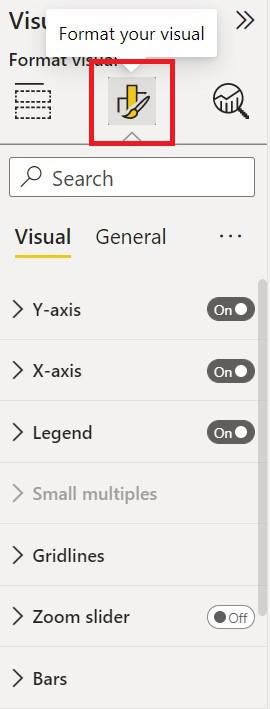 Visu
Format your visual
Format visual
Search
Visual General ...
Y-axis On
X-axis On
Legend On
Small multiples
Gridlines
Zoom slider Off
Bars